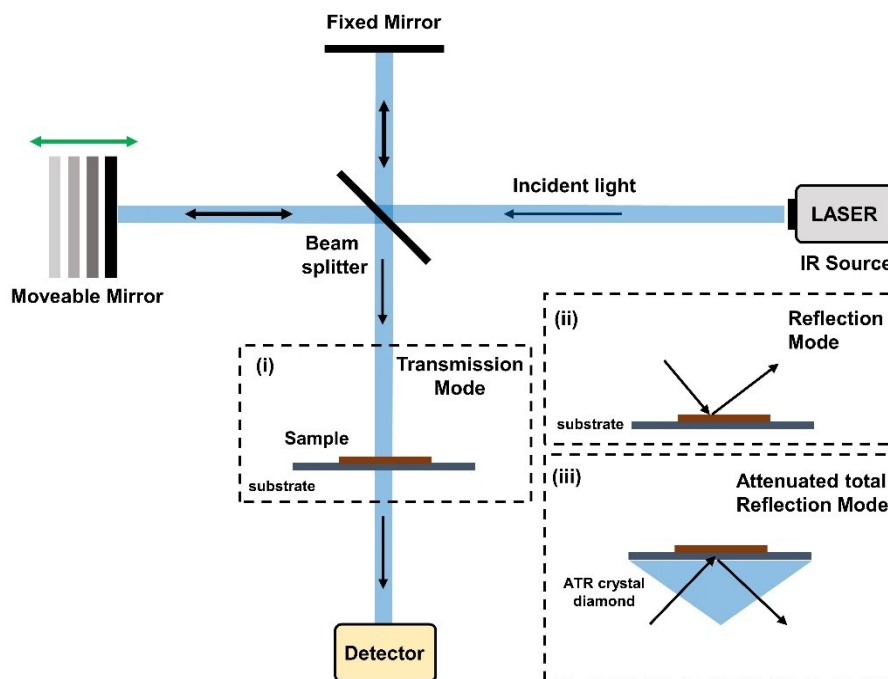 Fixed Mirror
Incident light
LASER
IR Source
Beam
splitter
Moveable Mirror
(i)
Transmission
Mode
Sample
substrate
Detector
(ii)
Reflection
Mode
substrate
(iii)
Attenuated total
Reflection Mode
ATR crystal
diamond